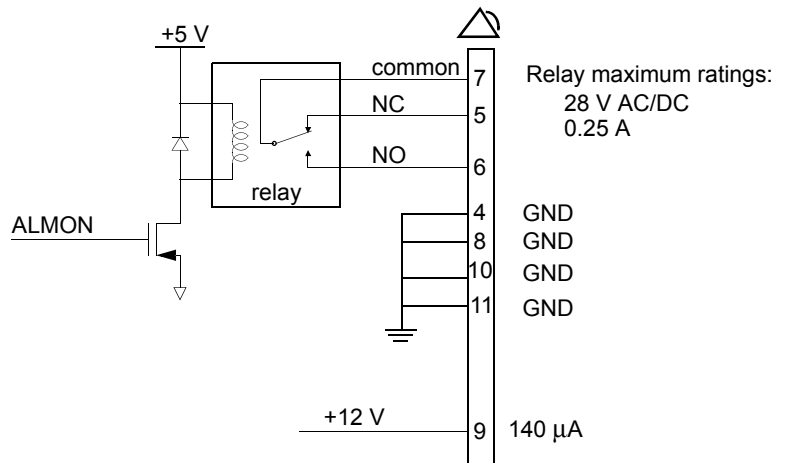 +5 V
common
7
Relay maximum ratings:
28 V AC/DC
0.25 A
NC
5
NO
6
relay
ALMON
4 GND
8 GND
10 GND
11 GND
+12 V
9 140 μA